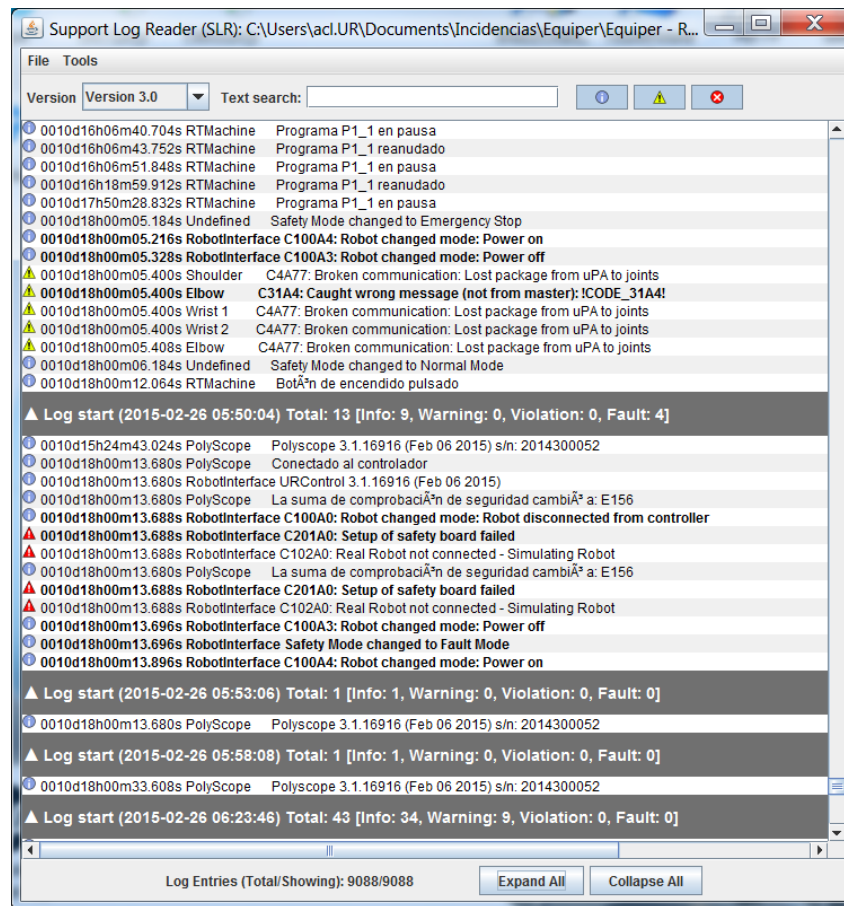 Support Log Reader (SLR): C:\Users\acl.UR\Documents\Incidencias\Equiper\Equiper - R...
File Tools
Version Version 3.0 Text search:
0010d16h06m40.704s RTMachine Programa P1_1 en pausa
0010d16h06m43.752s RTMachine Programa P1_1 reanudado
0010d16h06m51.848s RTMachine Programa P1_1 en pausa
0010d16h18m59.912s RTMachine Programa P1_1 reanudado
0010d17h50m28.832s RTMachine Programa P1_1 en pausa
0010d18h00m05.184s Undefined Safety Mode changed to Emergency Stop
0010d18h00m05.216s RobotInterface C100A4: Robot changed mode: Power on
0010d18h00m05.328s RobotInterface C100A3: Robot changed mode: Power off
0010d18h00m05.400s Shoulder C4A77: Broken communication: Lost package from uPA to joints
0010d18h00m05.400s Elbow C31A4: Caught wrong message (not from master): !CODE_31A4!
0010d18h00m05.400s Wrist 1 C4A77: Broken communication: Lost package from uPA to joints
0010d18h00m05.400s Wrist 2 C4A77: Broken communication: Lost package from uPA to joints
0010d18h00m05.408s Elbow C4A77: Broken communication: Lost package from uPA to joints
0010d18h00m06.184s Undefined Safety Mode changed to Normal Mode
0010d18h00m12.064s RTMachine BotÃ³n de encendido pulsado
Log start (2015-02-26 05:50:04) Total: 13 [Info: 9, Warning: 0, Violation: 0, Fault: 4]
0010d15h24m43.024s PolyScope Polyscope 3.1.16916 (Feb 06 2015) s/n: 2014300052
0010d18h00m13.680s PolyScope Conectado al controlador
0010d18h00m13.680s RobotInterface URControl 3.1.16916 (Feb 06 2015)
0010d18h00m13.680s PolyScope La suma de comprobaciÃ³n de seguridad cambiÃ³ a: E156
0010d18h00m13.688s RobotInterface C100A0: Robot changed mode: Robot disconnected from controller
0010d18h00m13.688s RobotInterface C201A0: Setup of safety board failed
0010d18h00m13.688s RobotInterface C102A0: Real Robot not connected - Simulating Robot
0010d18h00m13.680s PolyScope La suma de comprobaciÃ³n de seguridad cambiÃ³ a: E156
0010d18h00m13.688s RobotInterface C201A0: Setup of safety board failed
0010d18h00m13.688s RobotInterface C102A0: Real Robot not connected - Simulating Robot
0010d18h00m13.696s RobotInterface C100A3: Robot changed mode: Power off
0010d18h00m13.696s RobotInterface Safety Mode changed to Fault Mode
0010d18h00m13.896s RobotInterface C100A4: Robot changed mode: Power on
Log start (2015-02-26 05:53:06) Total: 1 [Info: 1, Warning: 0, Violation: 0, Fault: 0]
0010d18h00m13.680s PolyScope Polyscope 3.1.16916 (Feb 06 2015) s/n: 2014300052
Log start (2015-02-26 05:58:08) Total: 1 [Info: 1, Warning: 0, Violation: 0, Fault: 0]
0010d18h00m33.608s PolyScope Polyscope 3.1.16916 (Feb 06 2015) s/n: 2014300052
Log start (2015-02-26 06:23:46) Total: 43 [Info: 34, Warning: 9, Violation: 0, Fault: 0]
Log Entries (Total/Showing): 9088/9088 Expand All Collapse All